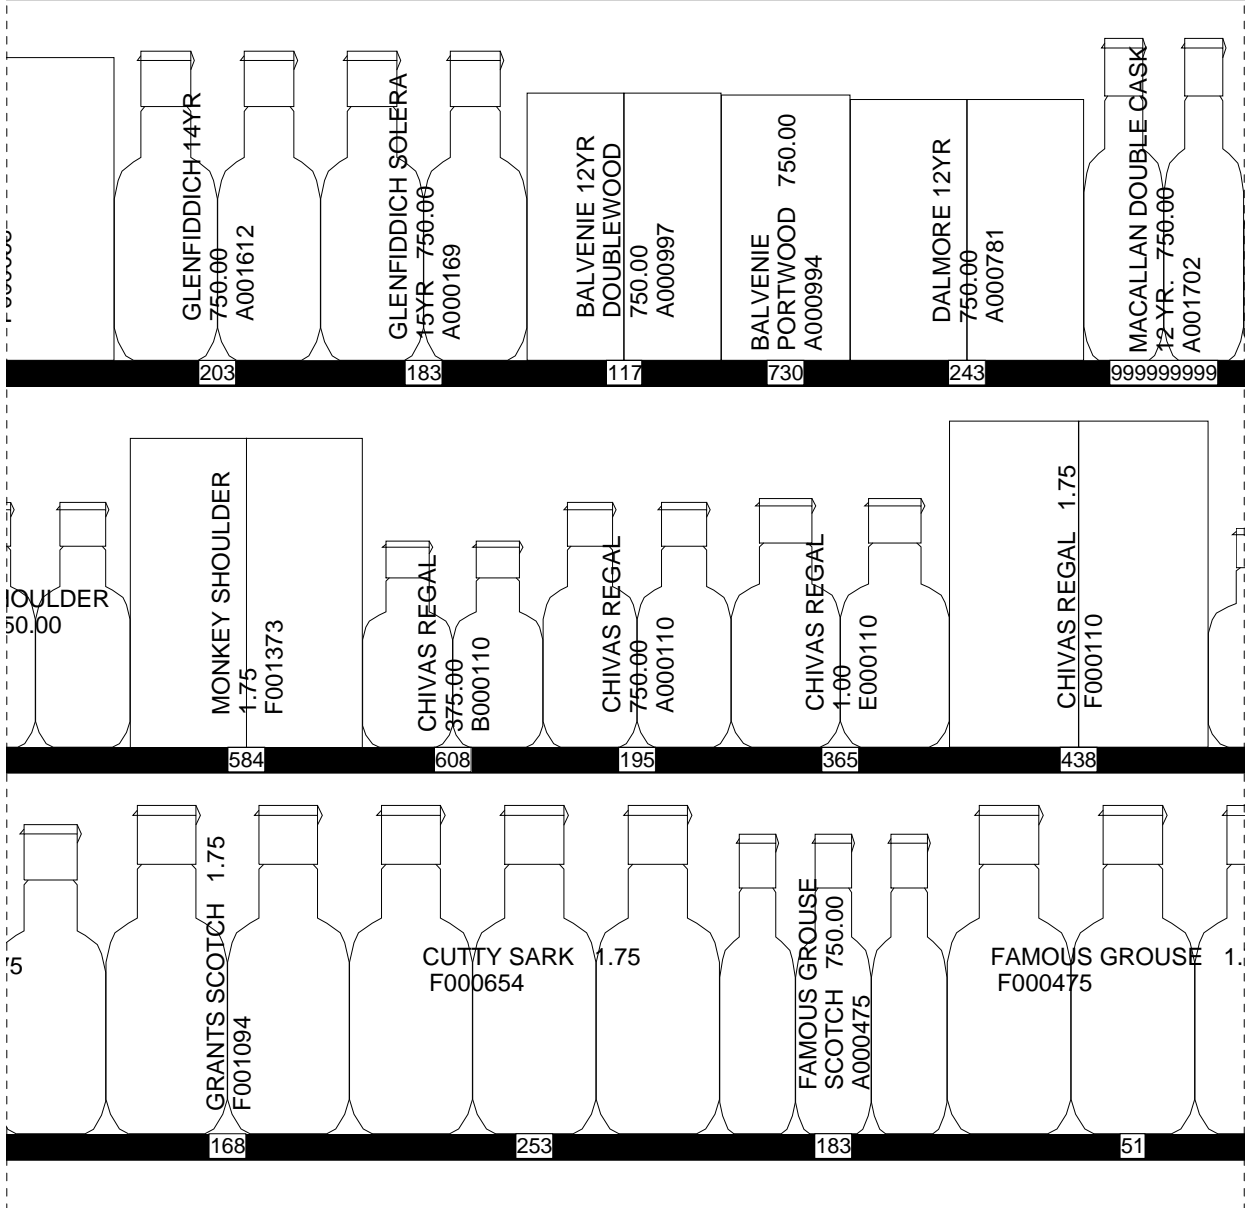 GLENFIDDICH 14YR
750.00
A001612
GLENFIDDICH SOLERA
15YR 750.00
A000169
BALVENIE 12YR
DOUBLEWOOD
750.00
A000997
BALVENIE
PORTWOOD 750.00
A000994
DALMORE 12YR
750.00
A000781
MACALLAN DOUBLE CASK
12 YR. 750.00
A001702
203
183
117
730
243
999999999
HOULDER
50.00
MONKEY SHOULDER
1.75
F001373
CHIVAS REGAL
375.00
B000110
CHIVAS REGAL
750.00
A000110
CHIVAS REGAL
1.00
E000110
CHIVAS REGAL 1.75
F000110
584
608
195
365
438
75
GRANTS SCOTCH 1.75
F001094
CUTTY SARK 1.75
F000654
FAMOUS GROUSE
SCOTCH 750.00
A000475
FAMOUS GROUSE 1.
F000475
168
253
183
51